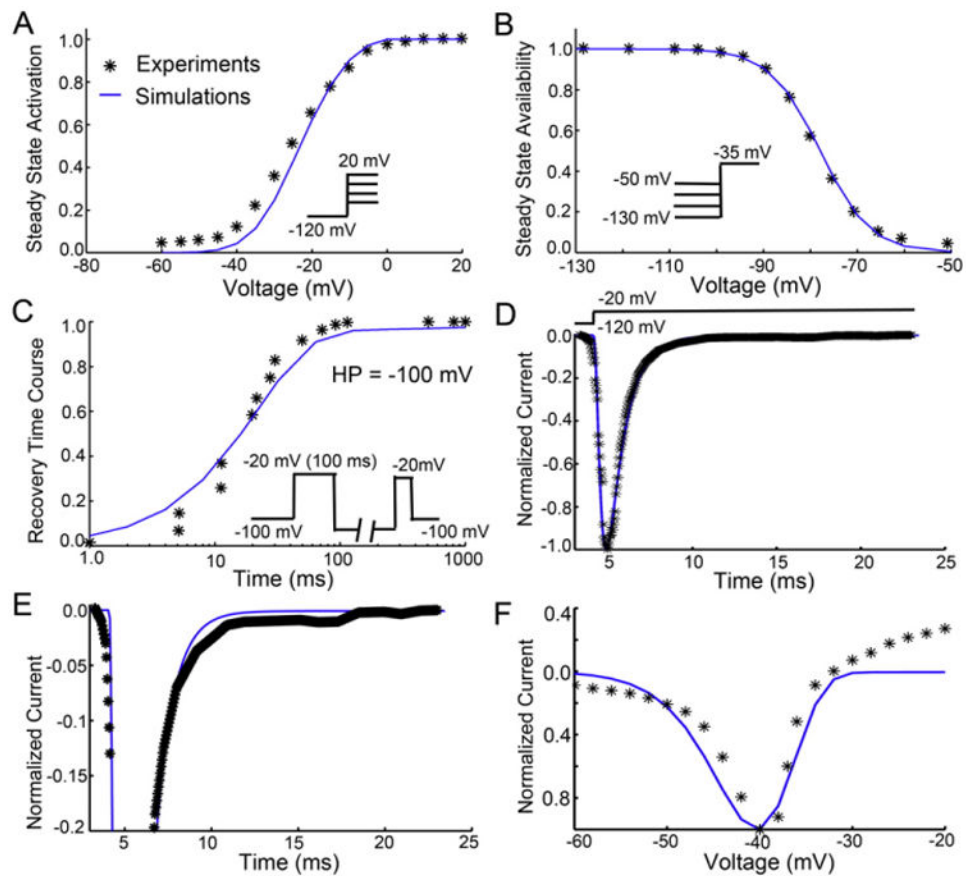 A
Steady State Activation
1.0
0.8
0.6
0.4
0.2
0.0
Experiments
Simulations
20 mV
-120 mV
-80 -60 -40 -20 0 20
Voltage (mV)
B
Steady State Availability
1.0
0.8
0.6
0.4
0.2
0.0
-35 mV
-50 mV
-130 mV
-130 -110 -90 -70 -50
Voltage (mV)
C
Recovery Time Course
1.0
0.8
0.6
0.4
0.2
0.0
HP = -100 mV
-20 mV (100 ms)
-20mV
-100 mV
-100 mV
1.0 10 100 1000
Time (ms)
D
-20 mV
-120 mV
Normalized Current
0.0
-0.2
-0.4
-0.6
-0.8
-1.0
5 10 15 20 25
Time (ms)
E
Normalized Current
0.0
-0.05
-0.1
-0.15
-0.2
5 10 15 20 25
Time (ms)
F
Normalized Current
0.4
0.0
0.4
0.8
-60 -50 -40 -30 -20
Voltage (mV)